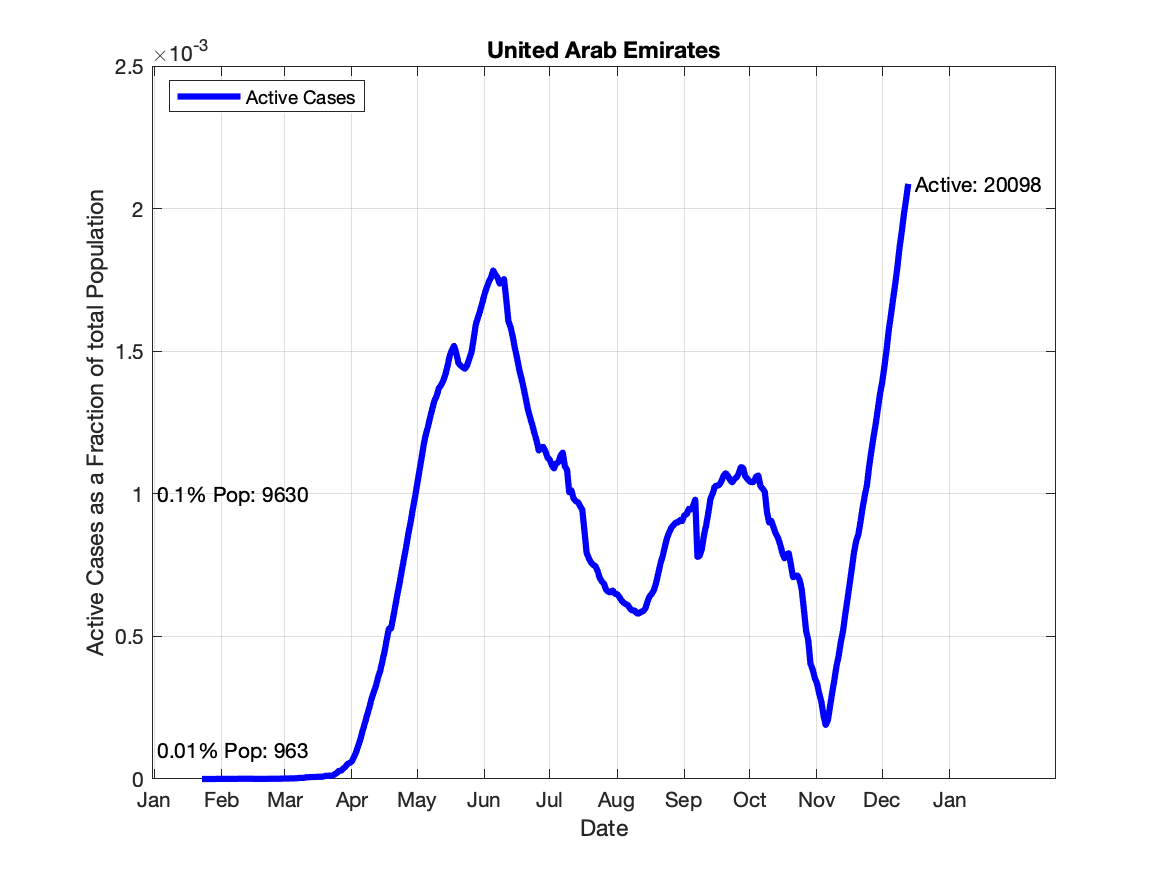 United Arab Emirates
×10-3
Active Cases
2.5
2
1.5
1
0.5
0
Active Cases as a Fraction of total Population
Active: 20098
0.1% Pop: 9630
0.01% Pop: 963
Jan Feb Mar Apr May Jun Jul Aug Sep Oct Nov Dec Jan
Date